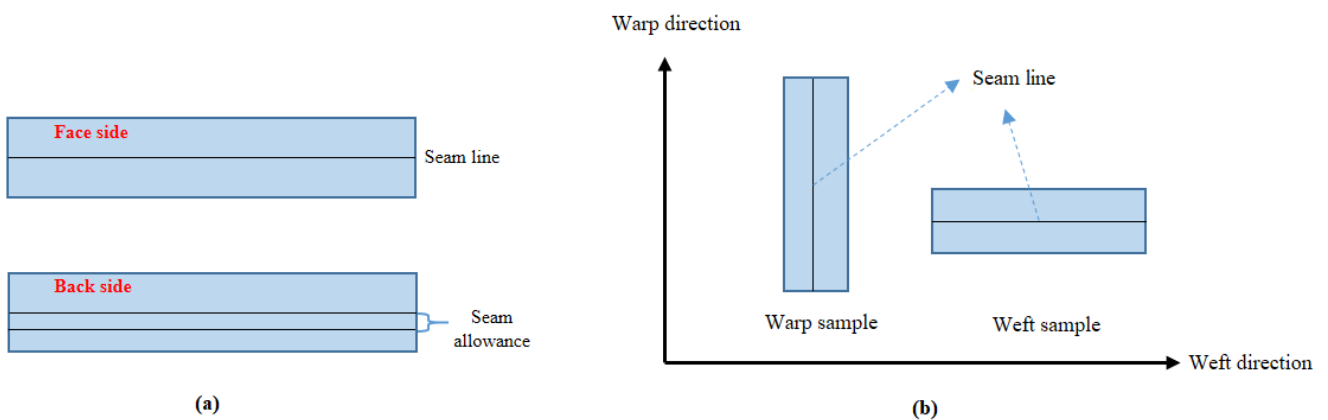 Face side
Seam line
Back side
Seam
allowance
(a)
Warp direction
Seam line
Warp sample
Weft sample
Weft direction
(b)